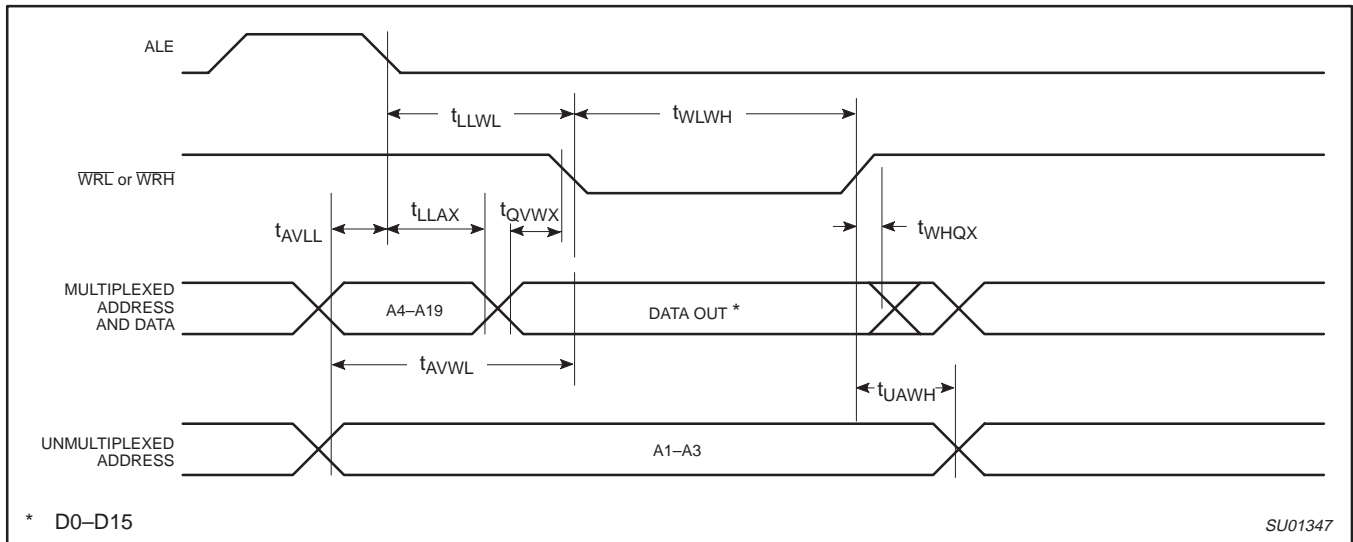 ALE
tLLWL
tWLWH
WRL or WRH
tAVLL
tLLAX
tQVWX
tWHQX
MULTIPLEXED
ADDRESS
AND DATA
A4–A19
DATA OUT *
tAVWL
tUAWH
UNMULTIPLEXED
ADDRESS
A1–A3
* D0–D15
SU01347